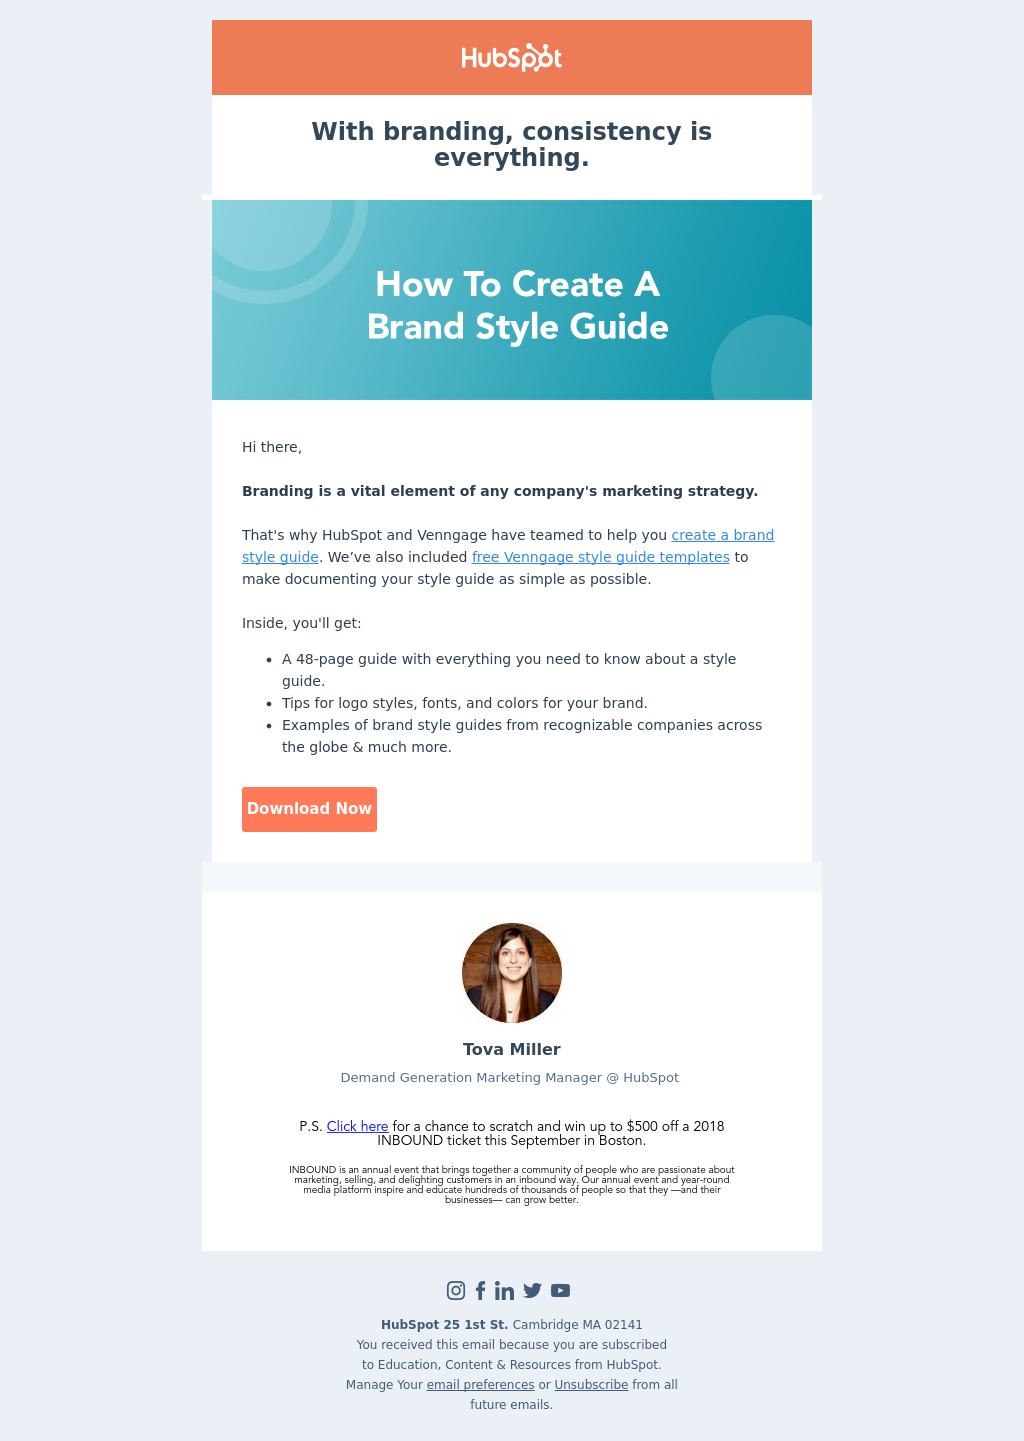 HubSpot
With branding, consistency is
everything.
How To Create A
Brand Style Guide
Hi there,
Branding is a vital element of any company's marketing strategy.
That's why HubSpot and Venngage have teamed to help you create a brand
style guide. We’ve also included free Venngage style guide templates to
make documenting your style guide as simple as possible.
Inside, you'll get:
• A 48-page guide with everything you need to know about a style
guide.
• Tips for logo styles, fonts, and colors for your brand.
• Examples of brand style guides from recognizable companies across
the globe & much more.
Download Now
Tova Miller
Demand Generation Marketing Manager @ HubSpot
P.S. Click here for a chance to scratch and win up to $500 off a 2018
INBOUND ticket this September in Boston.
INBOUND is an annual event that brings together a community of people who are passionate about
marketing, selling, and delighting customers in an inbound way. Our annual event and year-round
media platform inspire and educate hundreds of thousands of people so that they —and their
businesses— can grow better.
HubSpot 25 1st St. Cambridge MA 02141
You received this email because you are subscribed
to Education, Content & Resources from HubSpot.
Manage Your email preferences or Unsubscribe from all
future emails.